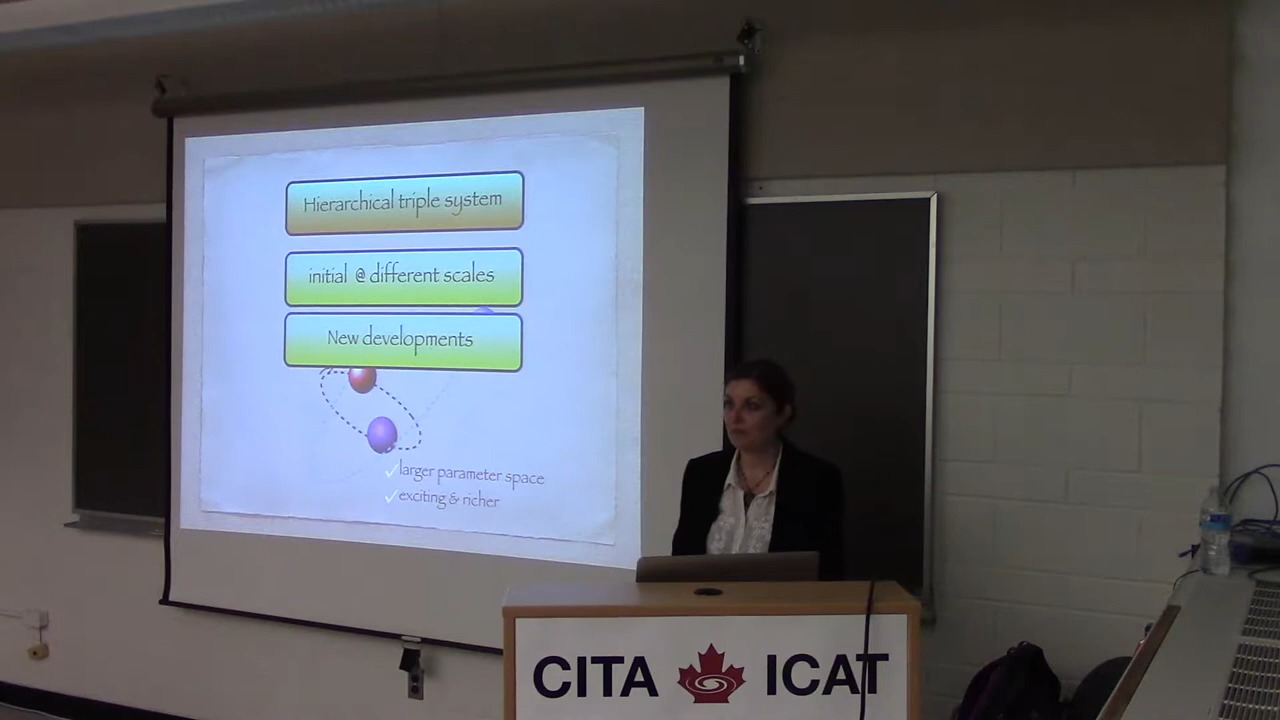 Hierarchical triple system
initial @ different scales
New developments
✓larger parameter space
✓exciting & richer
CITA ICAT